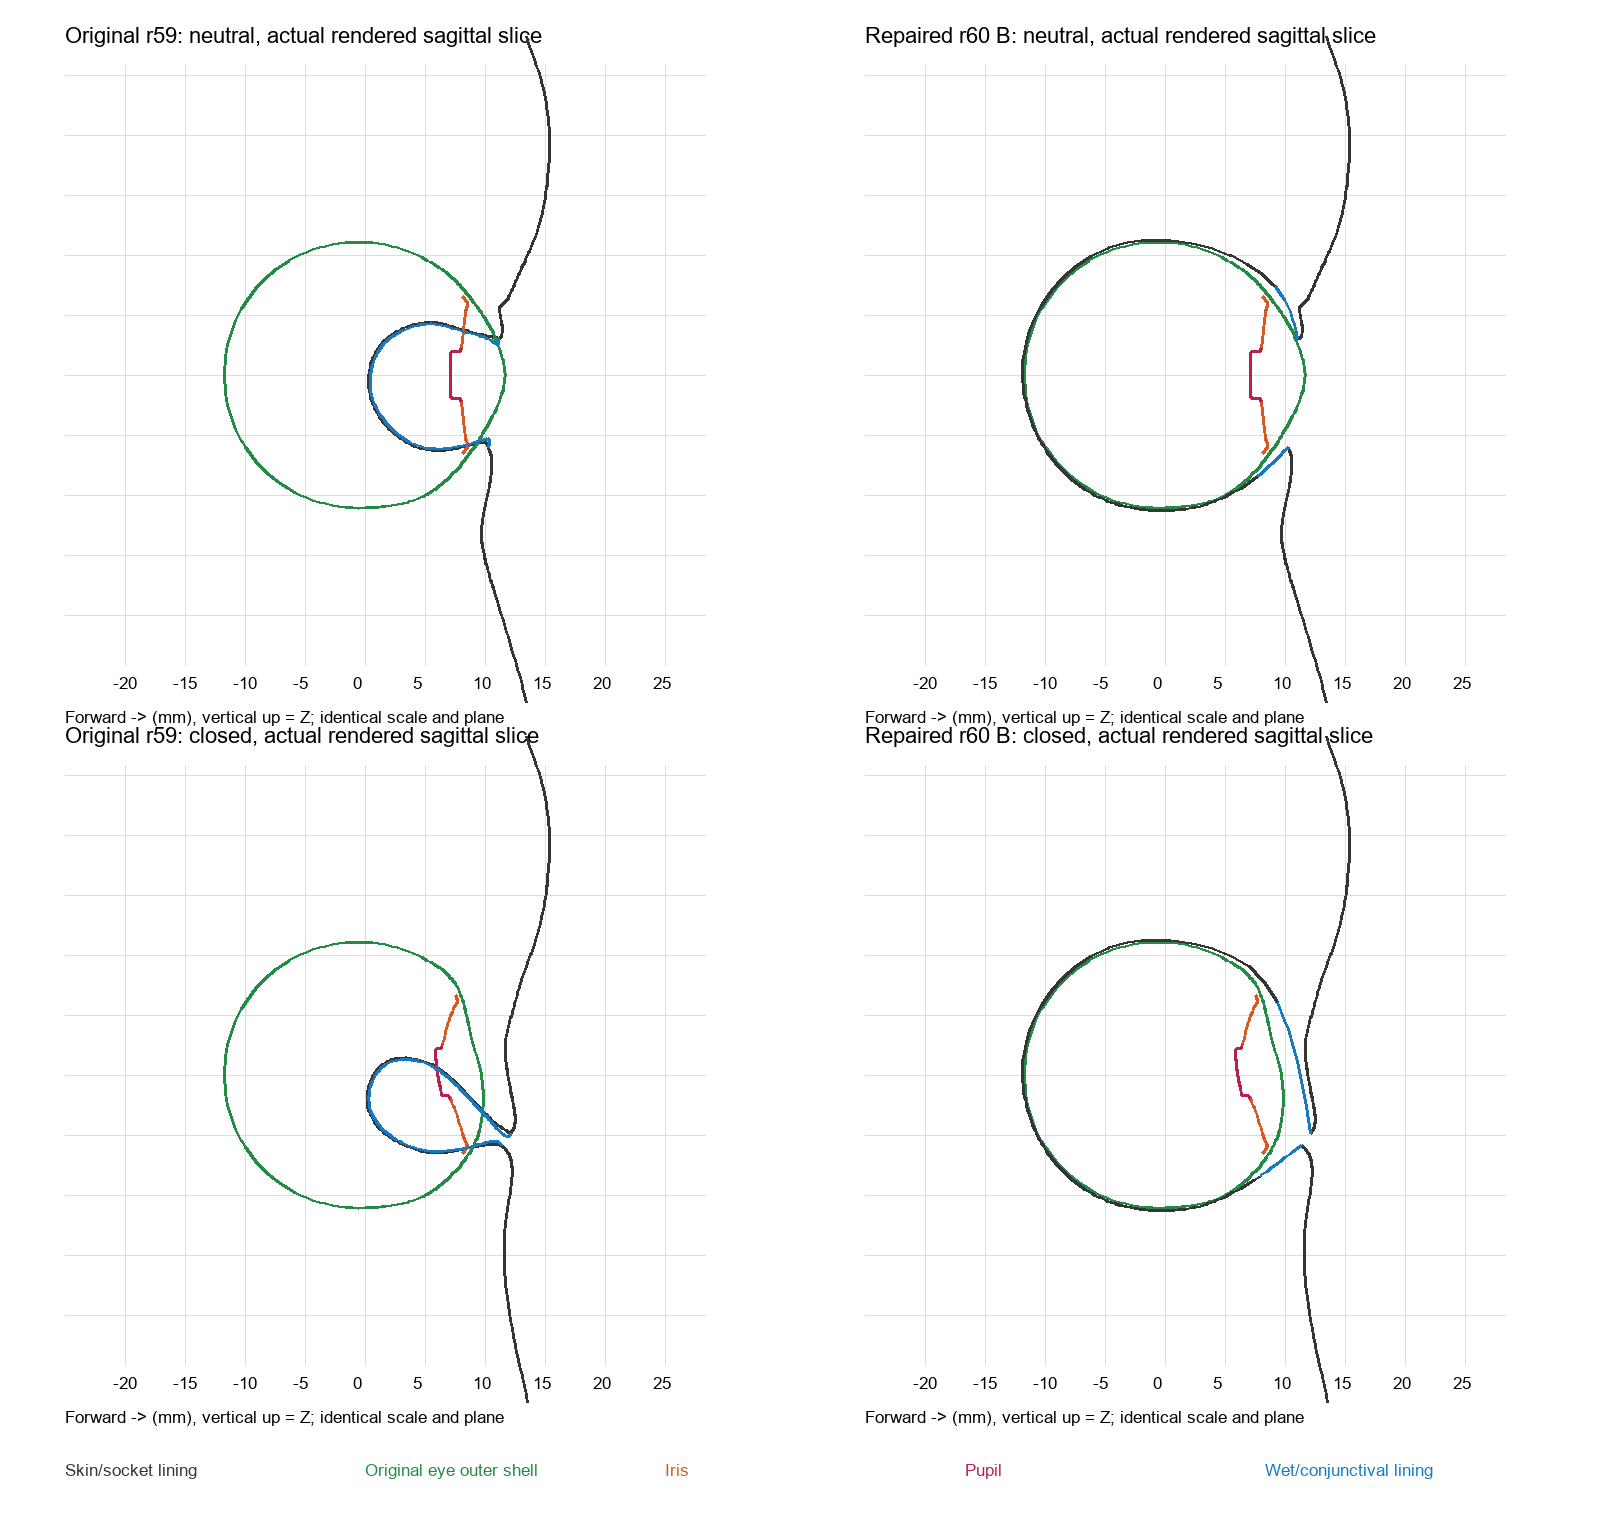 Original r59: neutral, actual rendered sagittal slice
Repaired r60 B: neutral, actual rendered sagittal slice
-20 -15 -10 -5 0 5 10 15 20 25
-20 -15 -10 -5 0 5 10 15 20 25
Forward -> (mm), vertical up = Z; identical scale and plane
Forward -> (mm), vertical up = Z; identical scale and plane
Original r59: closed, actual rendered sagittal slice
Repaired r60 B: closed, actual rendered sagittal slice
-20 -15 -10 -5 0 5 10 15 20 25
-20 -15 -10 -5 0 5 10 15 20 25
Forward -> (mm), vertical up = Z; identical scale and plane
Forward -> (mm), vertical up = Z; identical scale and plane
Skin/socket lining
Original eye outer shell
Iris
Pupil
Wet/conjunctival lining